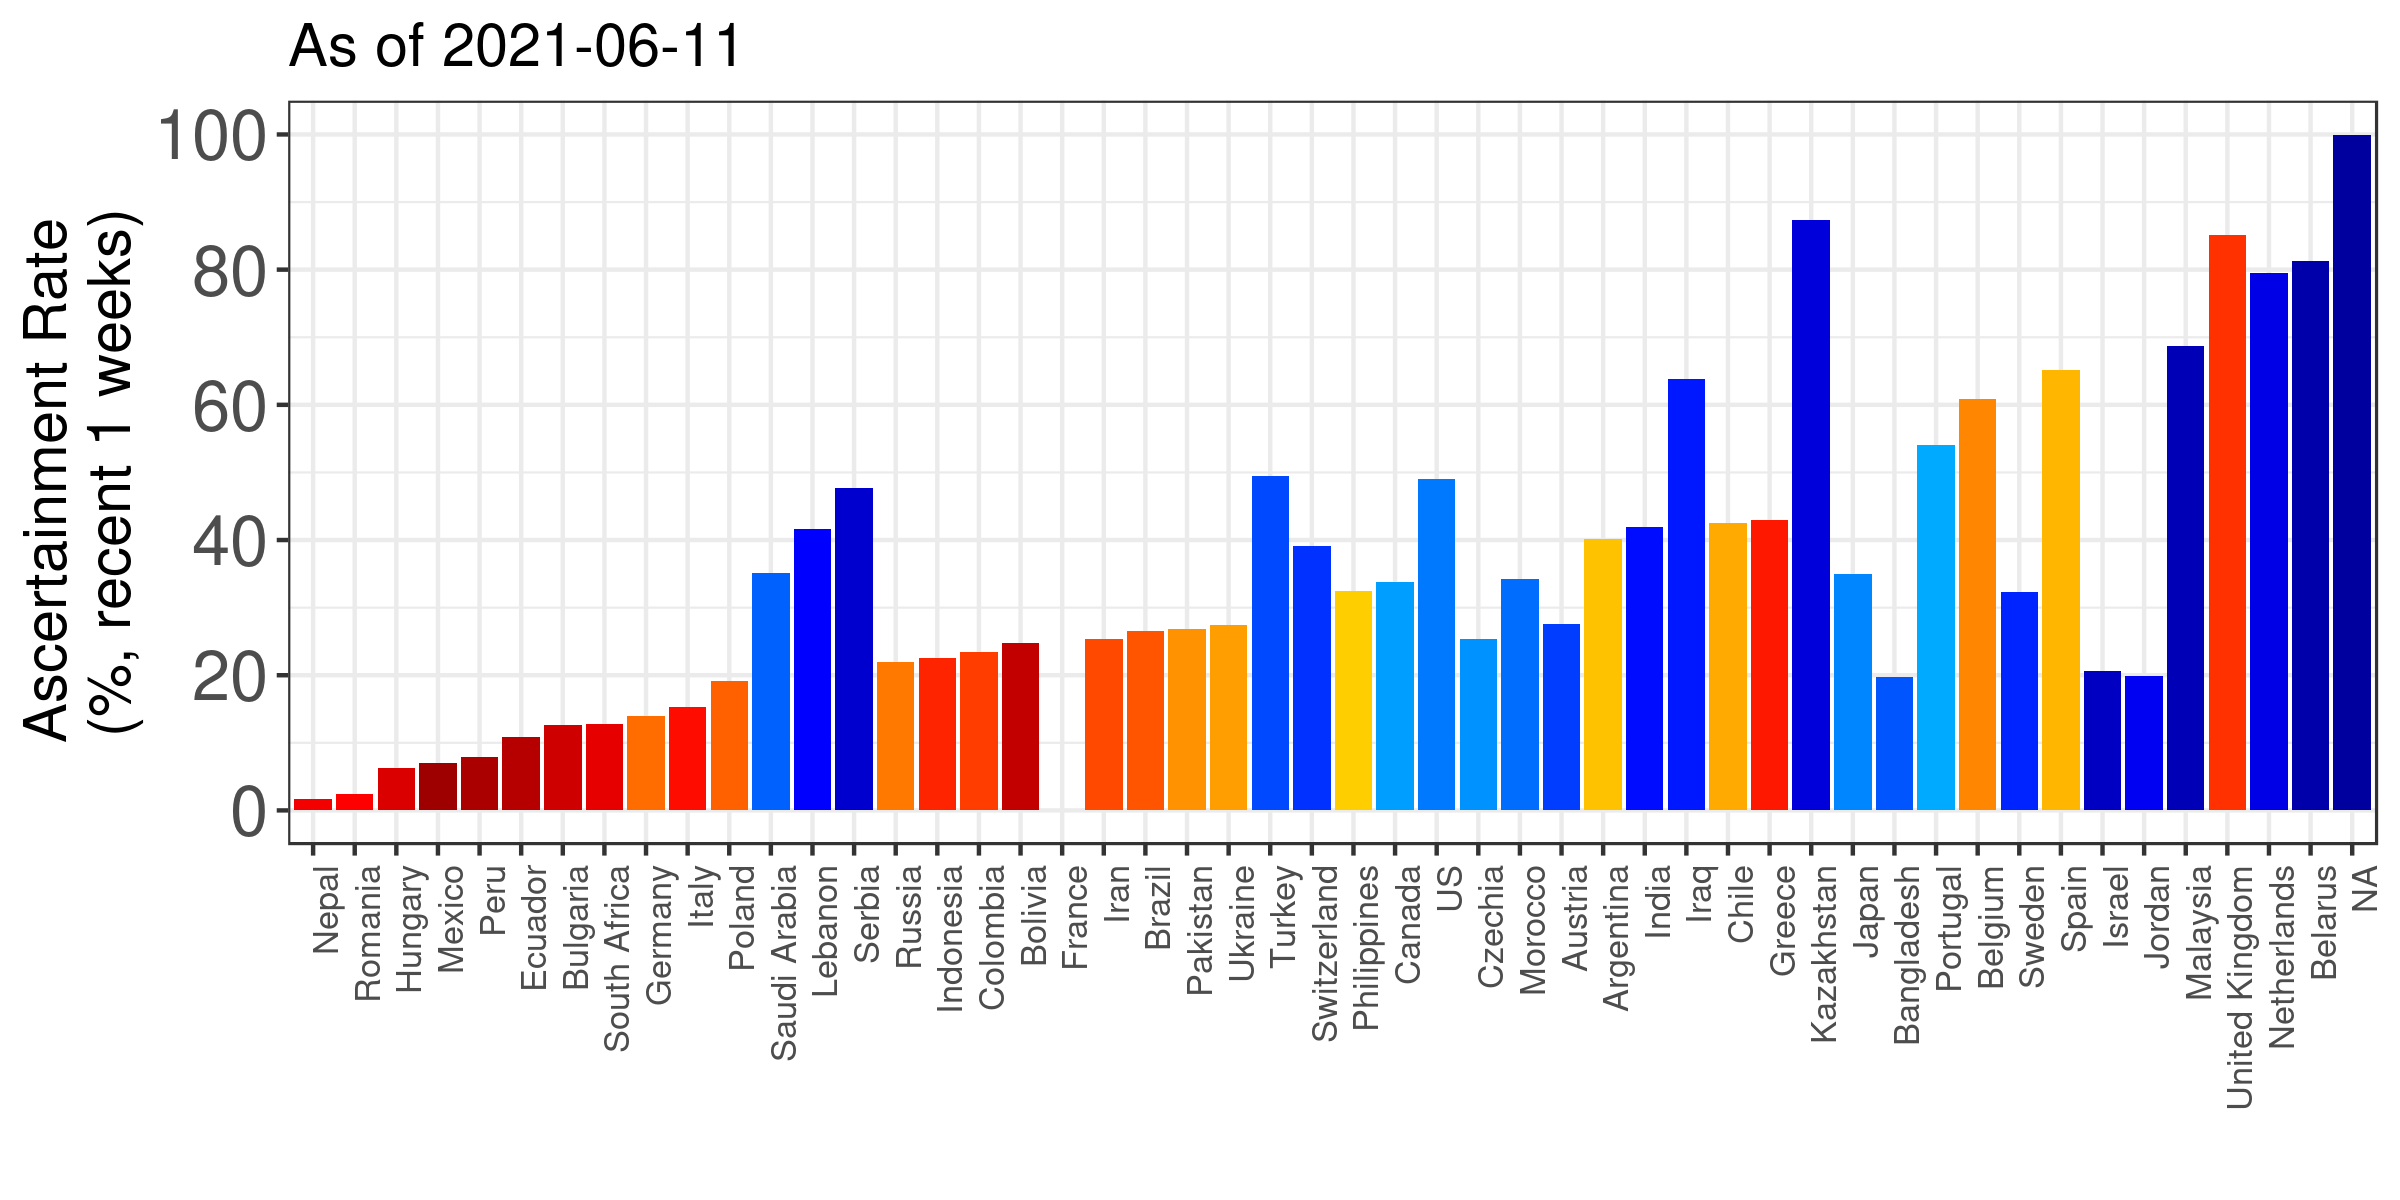 As of 2021-06-11
Ascertainment Rate
(%, recent 1 weeks)
100
80
60
40
20
0
Nepal
Romania
Hungary
Mexico
Peru
Ecuador
Bulgaria
South Africa
Germany
Italy
Poland
Saudi Arabia
Lebanon
Serbia
Russia
Indonesia
Colombia
Bolivia
France
Iran
Brazil
Pakistan
Ukraine
Turkey
Switzerland
Philippines
Canada
US
Czechia
Morocco
Austria
Argentina
India
Iraq
Chile
Greece
Kazakhstan
Japan
Bangladesh
Portugal
Belgium
Sweden
Spain
Israel
Jordan
Malaysia
United Kingdom
Netherlands
Belarus
NA